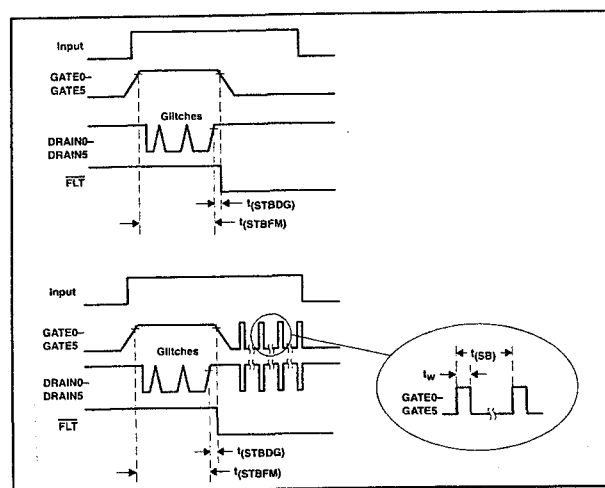 Input
GATE0–
GATE5
Glitches
DRAIN0–
DRAIN5
FLT
t(STBDG)
t(STBFM)
Input
GATE0–
GATE5
Glitches
DRAIN0–
DRAIN5
FLT
t(STBDG)
t(STBFM)
t(SB)
tw
GATE0–
GATE5